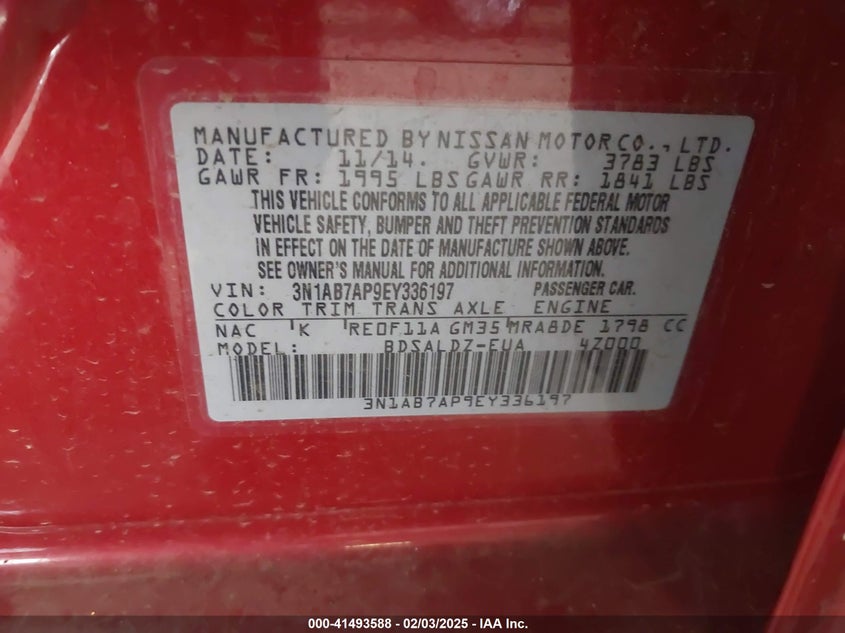 MANUFACTURED BY NISSAN MOTOR CO., LTD.
DATE: 11/14. GVWR: 3783 LBS
GAWR FR: 1995 LBS GAWR RR: 1841 LBS
THIS VEHICLE CONFORMS TO ALL APPLICABLE FEDERAL MOTOR
VEHICLE SAFETY, BUMPER AND THEFT PREVENTION STANDARDS
IN EFFECT ON THE DATE OF MANUFACTURE SHOWN ABOVE.
SEE OWNER'S MANUAL FOR ADDITIONAL INFORMATION.
VIN: 3N1AB7AP9EY336197 PASSENGER CAR.
COLOR TRIM TRANS AXLE ENGINE
NAC 'K 'RE0F11A GM35'MRA8DE 1798 CC
MODEL: BDSALDZ-EUA 4Z000
3N1AB7AP9EY336197
000-41493588 - 02/03/2025 - IAA Inc.